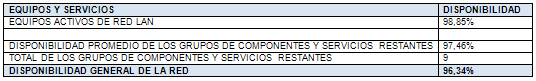 EQUIPOS Y SERVICIOS DISPONIBILIDAD
EQUIPOS ACTIVOS DE RED LAN 98,85%
DISPONIBILIDAD PROMEDIO DE LOS GRUPOS DE COMPONENTES Y SERVICIOS RESTANTES 97,46%
TOTAL DE LOS GRUPOS DE COMPONENTES Y SERVICIOS RESTANTES 9
DISPONIBILIDAD GENERAL DE LA RED 96,34%